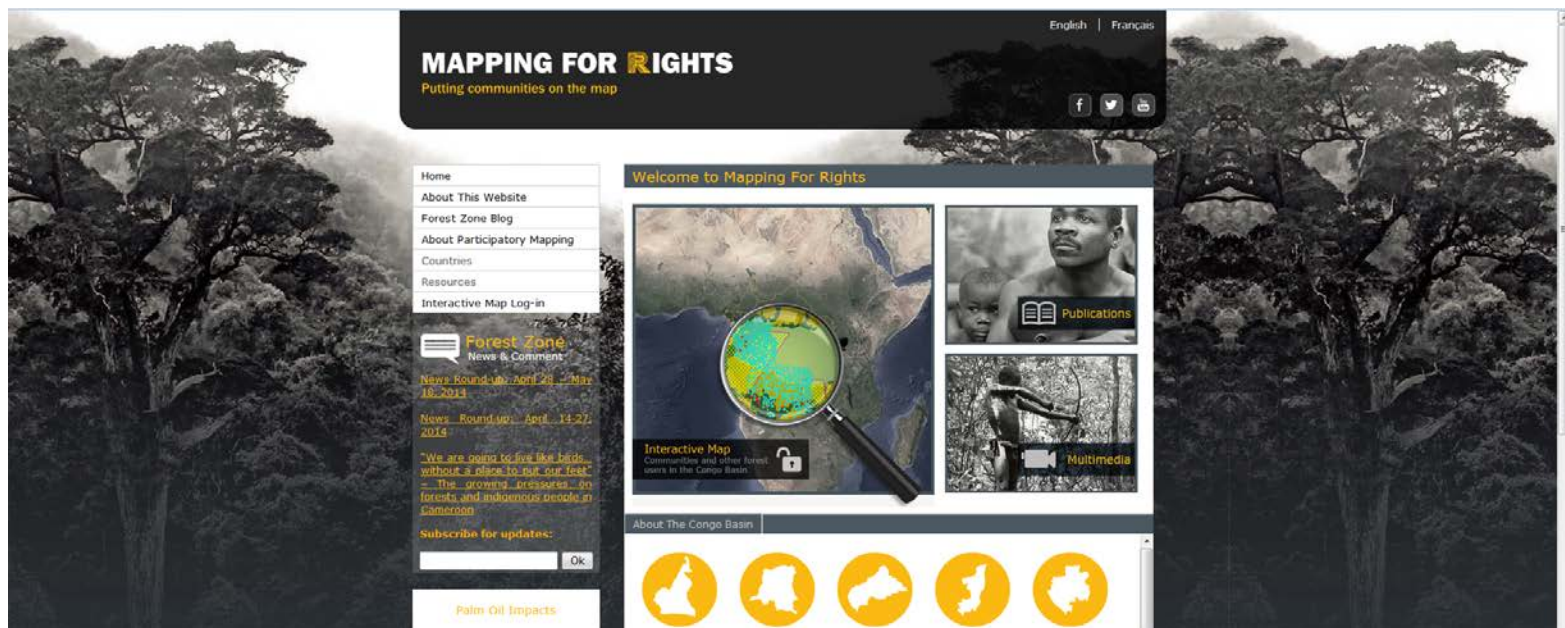 English | Français
MAPPING FOR RIGHTS
Putting communities on the map
Home
About This Website
Forest Zone Blog
About Participatory Mapping
Countries
Resources
Interactive Map Log-in
Forest Zone
News & Comment
News Round-up: April 28 – May
10, 2014
News Round-up: April 14-27,
2014
"We are going to live like birds…
without a place to put our feet"
– The growing pressures on
forests and indigenous people in
Cameroon
Subscribe for updates:
Ok
Palm Oil Impacts
Welcome to Mapping For Rights
Interactive Map
Communities and other forest
users in the Congo Basin.
Publications
Multimedia
About The Congo Basin